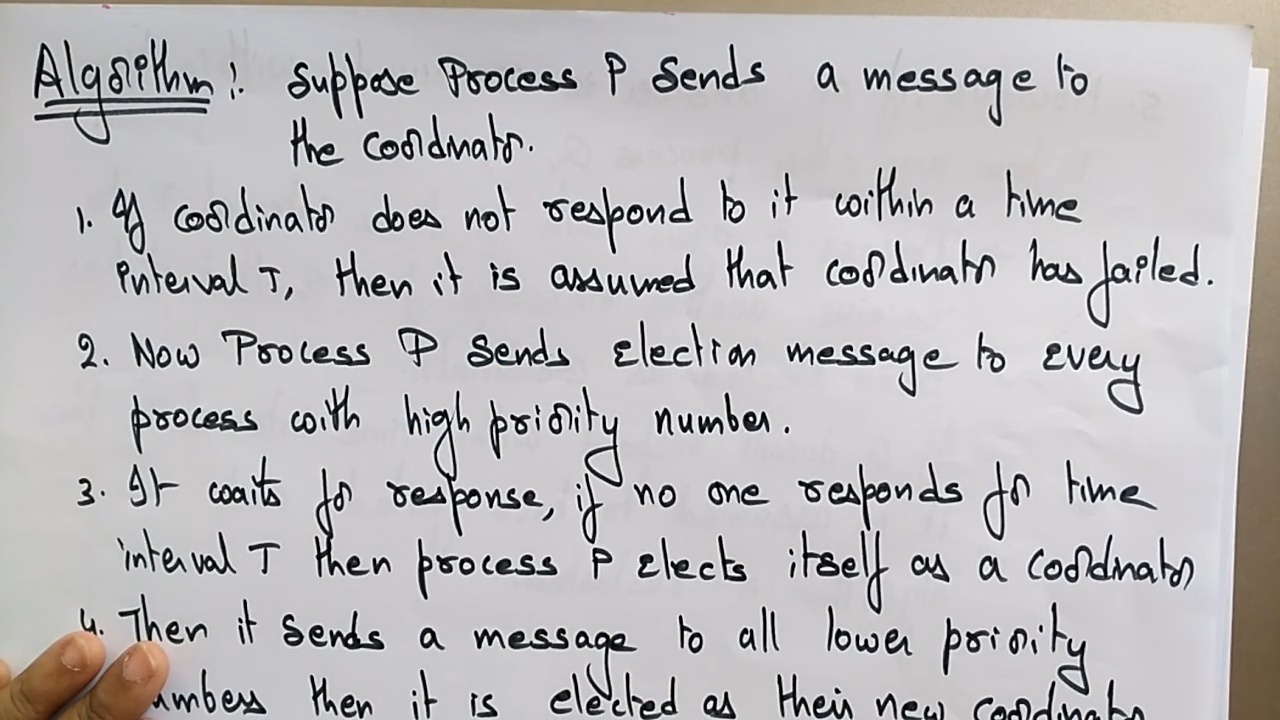 Algorithm: Suppose Process P Sends a message to
the coordinator.
1. If coordinator does not respond to it within a time
interval T, then it is assumed that coordinator has failed.
2. Now Process P Sends Election message to Every
process with high priority number.
3. It waits for response, if no one responds for time
interval T then process P Elects itself as a coordinator
4. Then it Sends a message to all lower priority
numbers then it is elected as their new coordinator